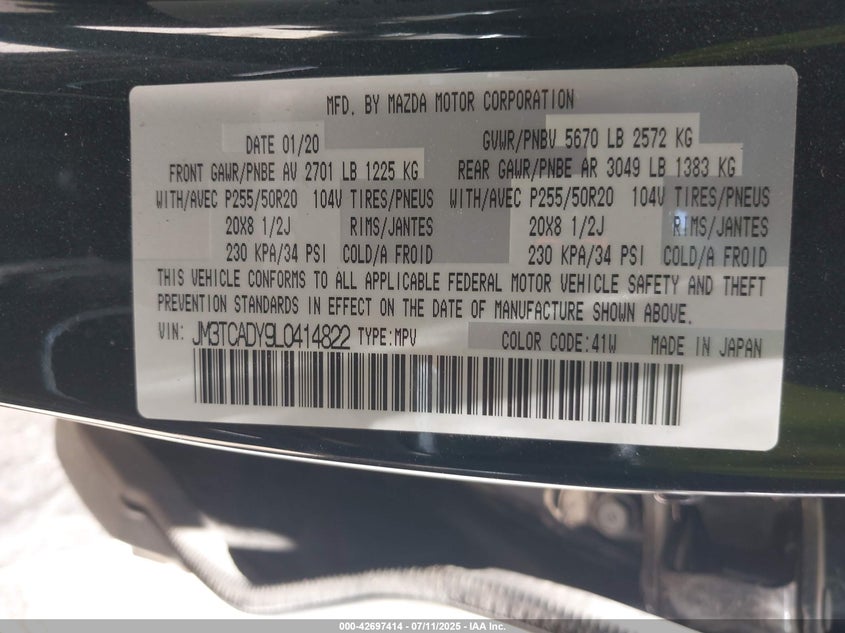 MFD. BY MAZDA MOTOR CORPORATION
DATE 01/20 GVWR/PNBV 5670 LB 2572 KG
FRONT GAWR/PNBE AV 2701 LB 1225 KG REAR GAWR/PNBE AR 3049 LB 1383 KG
WITH/AVEC P255/50R20 104V TIRES/PNEUS WITH/AVEC P255/50R20 104V TIRES/PNEUS
20X8 1/2J RIMS/JANTES 20X8 1/2J RIMS/JANTES
230 KPA/34 PSI COLD/A FROID 230 KPA/34 PSI COLD/A FROID
THIS VEHICLE CONFORMS TO ALL APPLICABLE FEDERAL MOTOR VEHICLE SAFETY AND THEFT
PREVENTION STANDARDS IN EFFECT ON THE DATE OF MANUFACTURE SHOWN ABOVE.
VIN: JM3TCADY9L0414822 TYPE:MPV COLOR CODE:41W MADE IN JAPAN
000-42697414 - 07/11/2025 - IAA Inc.